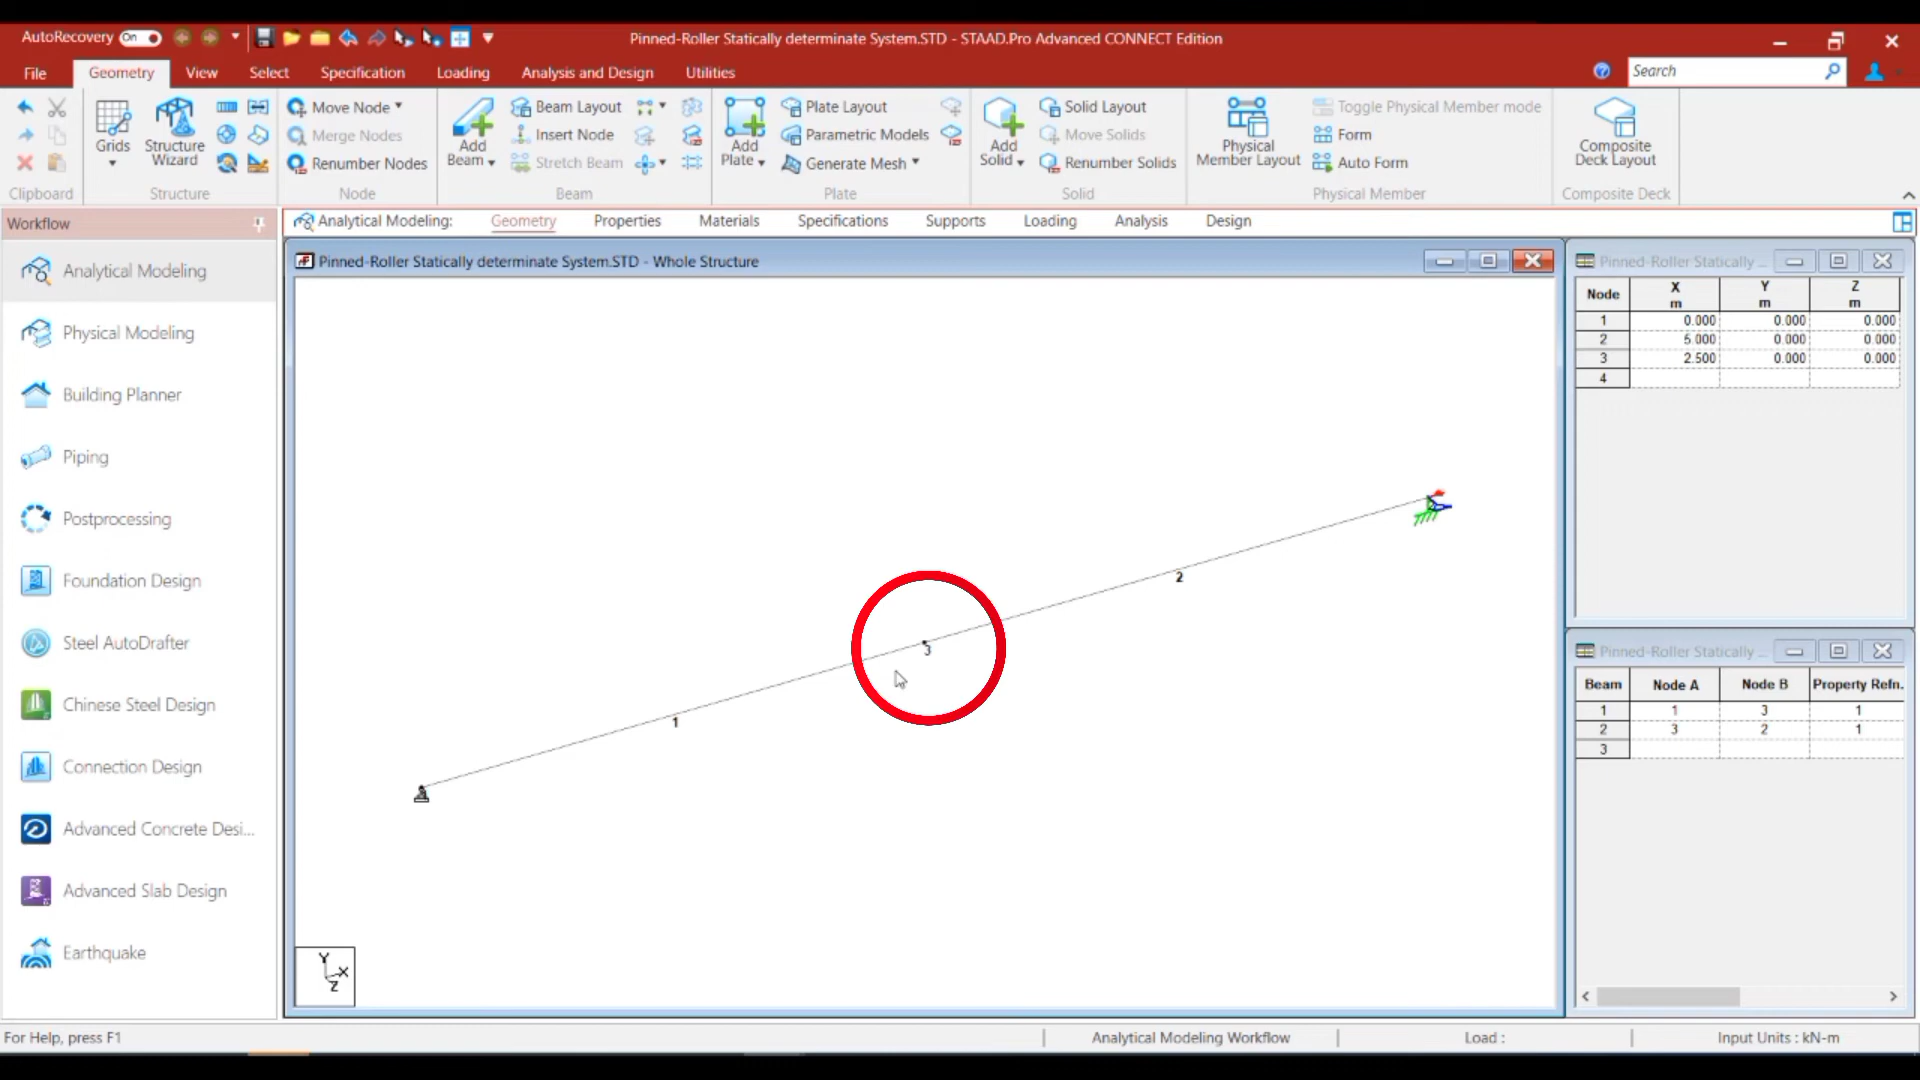 AutoRecovery On
Pinned-Roller Statically determinate System.STD - STAAD.Pro Advanced CONNECT Edition
File Geometry View Select Specification Loading Analysis and Design Utilities
Search
Grids
Structure Wizard
Move Node
Merge Nodes
Renumber Nodes
Add Beam
Beam Layout
Insert Node
Stretch Beam
Add Plate
Plate Layout
Parametric Models
Generate Mesh
Add Solid
Solid Layout
Move Solids
Renumber Solids
Physical Member Layout
Toggle Physical Member mode
Form
Auto Form
Composite Deck Layout
Clipboard Structure Node Beam Plate Solid Physical Member Composite Deck
Workflow
Analytical Modeling: Geometry Properties Materials Specifications Supports Loading Analysis Design
Analytical Modeling
Physical Modeling
Building Planner
Piping
Postprocessing
Foundation Design
Steel AutoDrafter
Chinese Steel Design
Connection Design
Advanced Concrete Desi...
Advanced Slab Design
Earthquake
Pinned-Roller Statically determinate System.STD - Whole Structure
2
3
1
Y
X
Z
Pinned-Roller Statically ...
Node X m Y m Z m
1 0.000 0.000 0.000
2 5.000 0.000 0.000
3 2.500 0.000 0.000
4
Pinned-Roller Statically ...
Beam Node A Node B Property Refn.
1 1 3 1
2 3 2 1
3
For Help, press F1
Analytical Modeling Workflow
Load :
Input Units : kN-m